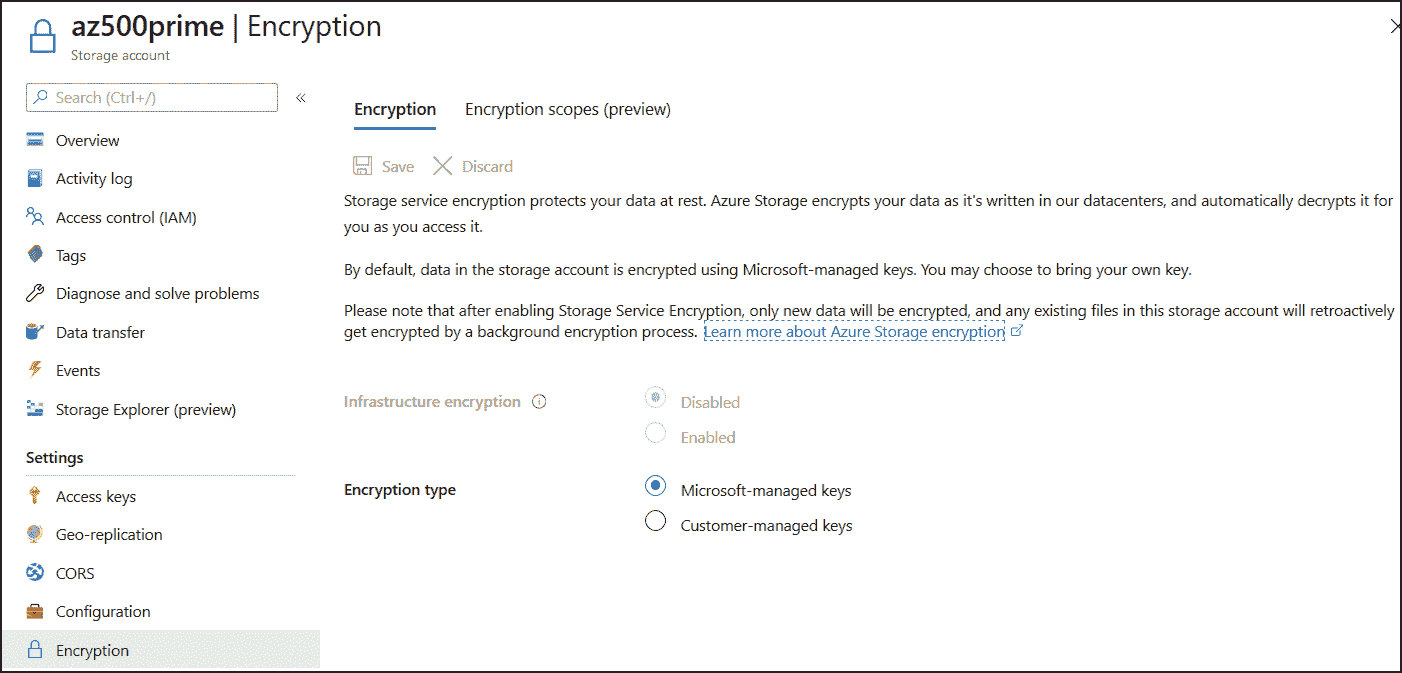 az500prime | Encryption
Storage account
Search (Ctrl+/)
«
Overview
Activity log
Access control (IAM)
Tags
Diagnose and solve problems
Data transfer
Events
Storage Explorer (preview)
Settings
Access keys
Geo-replication
CORS
Configuration
Encryption
Encryption Encryption scopes (preview)
Save Discard
Storage service encryption protects your data at rest. Azure Storage encrypts your data as it's written in our datacenters, and automatically decrypts it for
you as you access it.
By default, data in the storage account is encrypted using Microsoft-managed keys. You may choose to bring your own key.
Please note that after enabling Storage Service Encryption, only new data will be encrypted, and any existing files in this storage account will retroactively
get encrypted by a background encryption process. Learn more about Azure Storage encryption
Infrastructure encryption
Disabled
Enabled
Encryption type
Microsoft-managed keys
Customer-managed keys